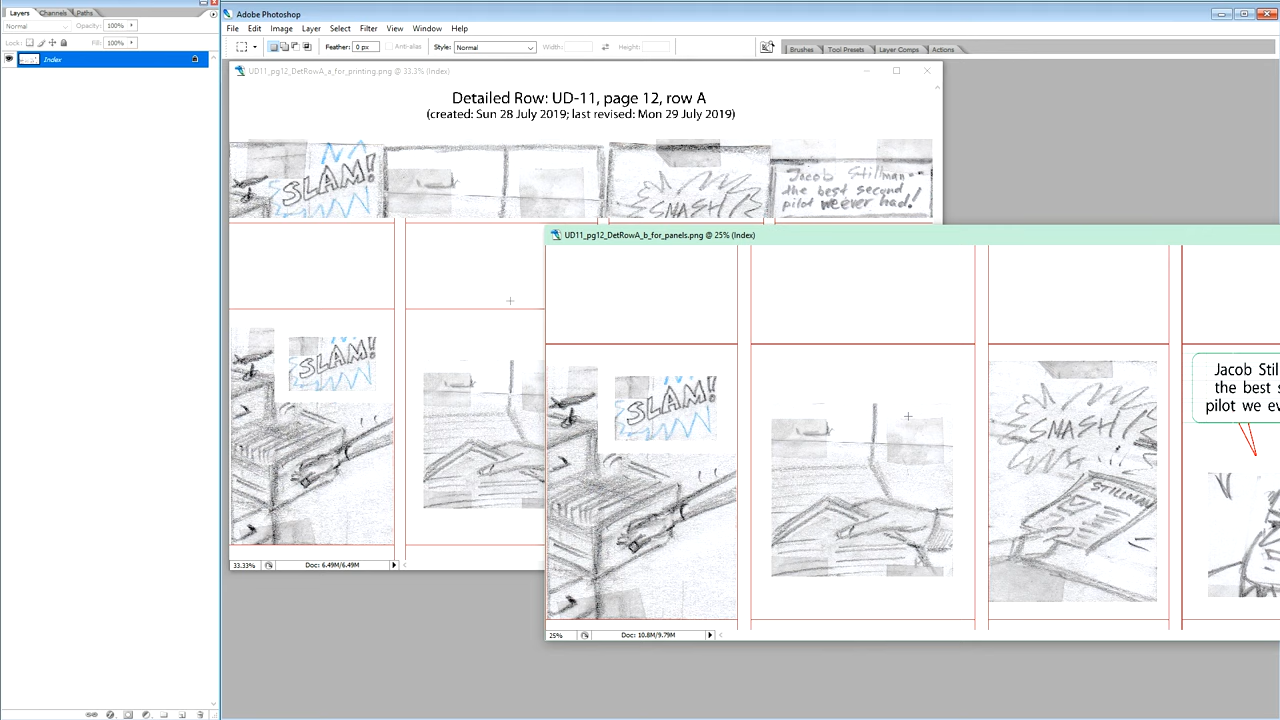 Layers Channels Paths
Normal Opacity: 100%
Lock: Fill: 100%
Index
Adobe Photoshop
File Edit Image Layer Select Filter View Window Help
Feather: 0 px Anti-alias Style: Normal Width: Height:
Brushes Tool Presets Layer Comps Actions
UD11_pg12_DetRowA_a_for_printing.png @ 33.3% (Index)
Detailed Row: UD-11, page 12, row A
(created: Sun 28 July 2019; last revised: Mon 29 July 2019)
SLAM!
SMASH!
Jacob Stillman--
the best second
pilot we ever had!
SLAM!
33.33% Doc: 6.49M/6.49M
UD11_pg12_DetRowA_b_for_panels.png @ 25% (Index)
SLAM!
SMASH!
STILLMAN
Jacob Stil
the best s
pilot we ev
25% Doc: 10.8M/9.79M